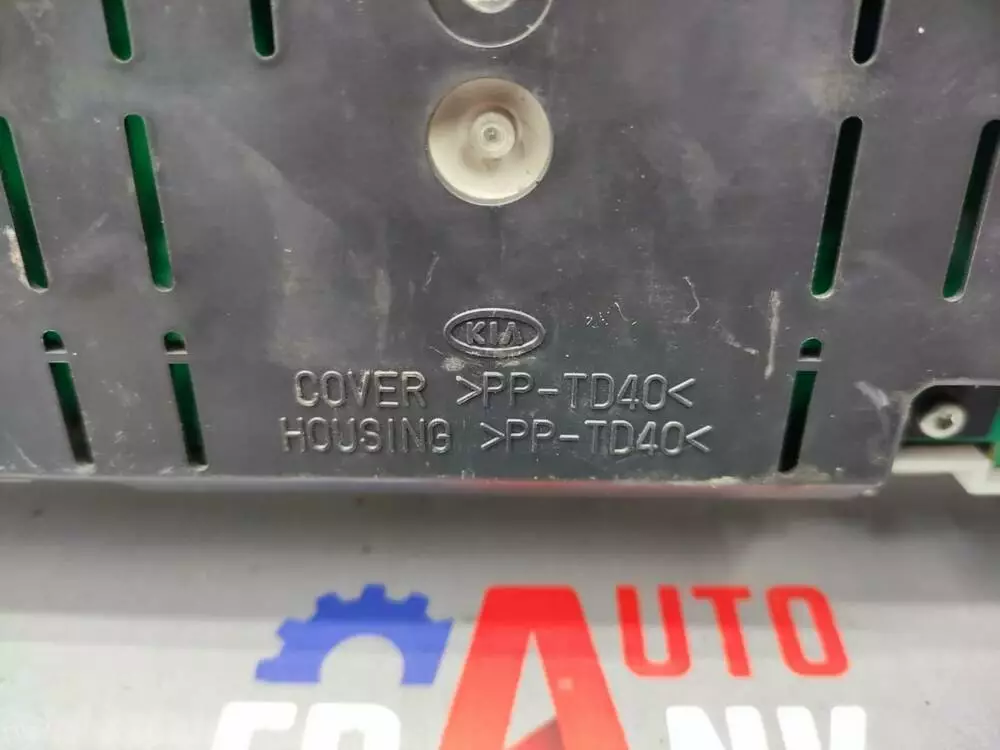 KIA
COVER >PP-TD40<
HOUSING >PP-TD40<
AUTO